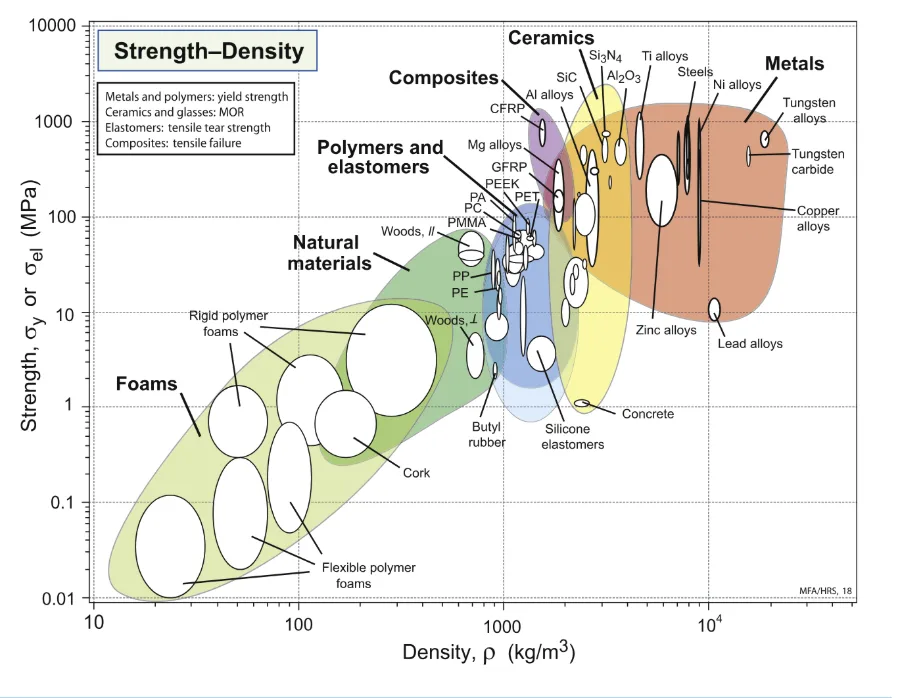 Strength–Density
Metals and polymers: yield strength
Ceramics and glasses: MOR
Elastomers: tensile tear strength
Composites: tensile failure
Strength, σy or σel (MPa)
10000
1000
100
10
1
0.1
0.01
10
100
1000
10⁴
Density, ρ (kg/m³)
Ceramics
Si₃N₄
Ti alloys
SiC
Al₂O₃
Steels
Metals
Composites
Al alloys
Ni alloys
CFRP
Tungsten
alloys
Mg alloys
Polymers and
elastomers
GFRP
Tungsten
carbide
PEEK
PA
PET
PC
PMMA
Copper
alloys
Woods, //
Natural
materials
PP
PE
Rigid polymer
foams
Woods,⊥
Zinc alloys
Lead alloys
Foams
Concrete
Butyl
rubber
Silicone
elastomers
Cork
Flexible polymer
foams
MFA/HRS, 18